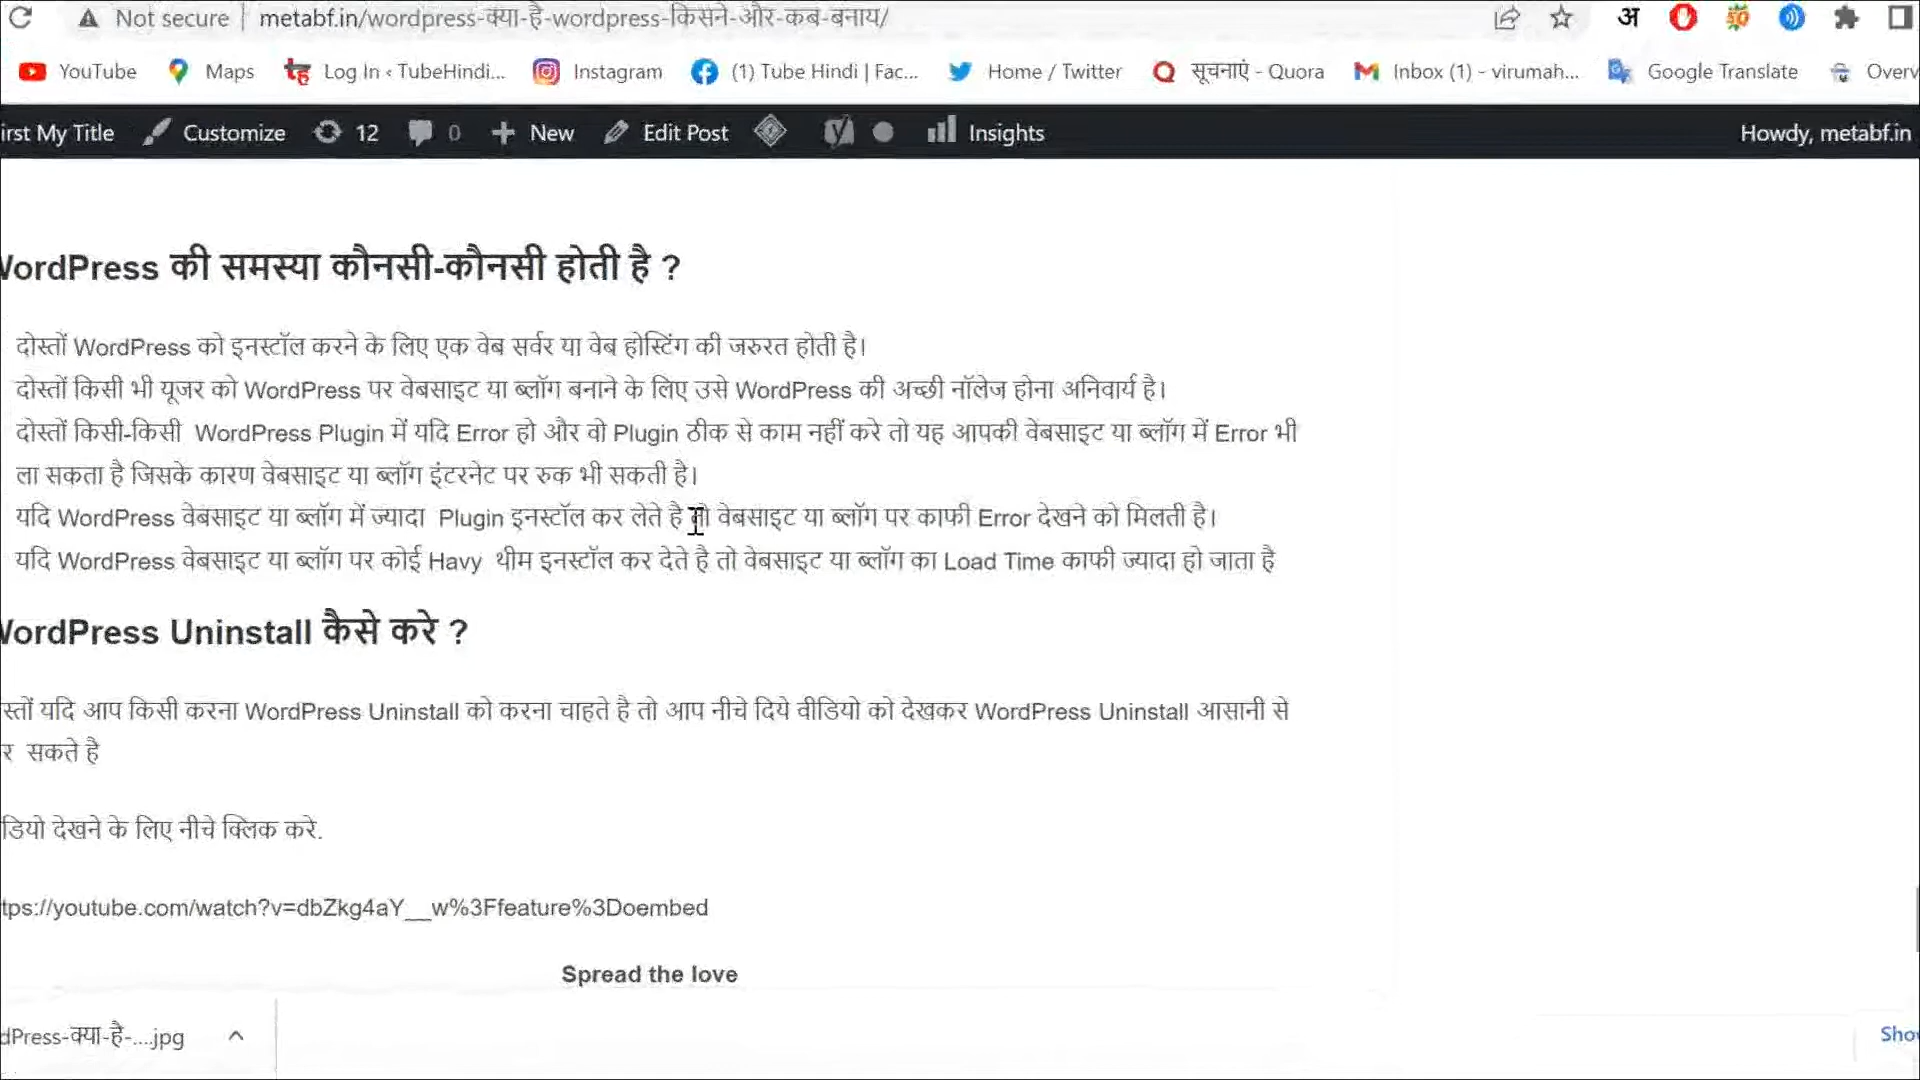 Not secure metabf.in/wordpress-क्या-है-wordpress-किसने-और-कब-बनाय/ अ
YouTube Maps Log In ‹ TubeHindi... Instagram (1) Tube Hindi | Fac... Home / Twitter सूचनाएं - Quora Inbox (1) - virumah... Google Translate Overv
irst My Title Customize 12 0 New Edit Post Insights Howdy, metabf.in
WordPress की समस्या कौनसी-कौनसी होती है ?
दोस्तों WordPress को इनस्टॉल करने के लिए एक वेब सर्वर या वेब होस्टिंग की जरुरत होती है।
दोस्तों किसी भी यूजर को WordPress पर वेबसाइट या ब्लॉग बनाने के लिए उसे WordPress की अच्छी नॉलेज होना अनिवार्य है।
दोस्तों किसी-किसी WordPress Plugin में यदि Error हो और वो Plugin ठीक से काम नहीं करे तो यह आपकी वेबसाइट या ब्लॉग में Error भी
ला सकता है जिसके कारण वेबसाइट या ब्लॉग इंटरनेट पर रुक भी सकती है।
यदि WordPress वेबसाइट या ब्लॉग में ज्यादा Plugin इनस्टॉल कर लेते है तो वेबसाइट या ब्लॉग पर काफी Error देखने को मिलती है।
यदि WordPress वेबसाइट या ब्लॉग पर कोई Havy थीम इनस्टॉल कर देते है तो वेबसाइट या ब्लॉग का Load Time काफी ज्यादा हो जाता है
WordPress Uninstall कैसे करे ?
स्तों यदि आप किसी करना WordPress Uninstall को करना चाहते है तो आप नीचे दिये वीडियो को देखकर WordPress Uninstall आसानी से
र सकते है
डियो देखने के लिए नीचे क्लिक करे.
tps://youtube.com/watch?v=dbZkg4aY__w%3Ffeature%3Doembed
Spread the love
dPress-क्या-है-....jpg Sho